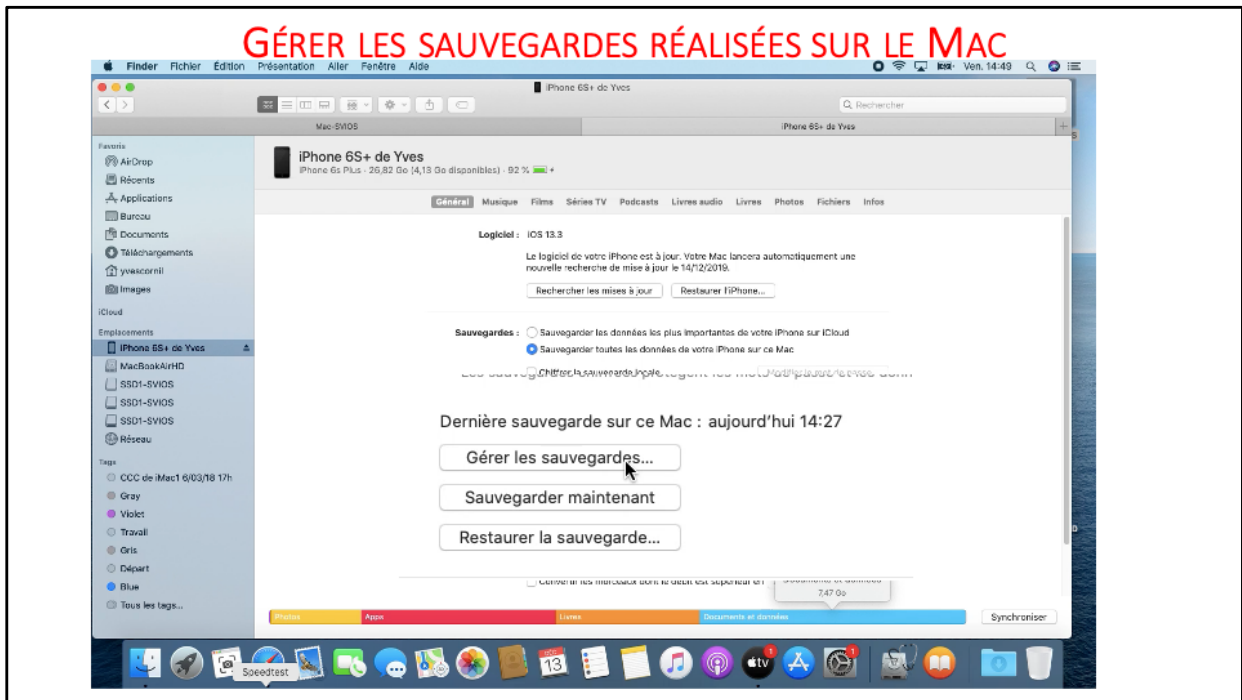 GÉRER LES SAUVEGARDES RÉALISÉES SUR LE MAC
Finder Fichier Édition Présentation Aller Fenêtre Aide Ven. 14:49
iPhone 6S+ de Yves
Rechercher
Mac-SVIOS iPhone 6S+ de Yves
Favoris
AirDrop
Récents
Applications
Bureau
Documents
Téléchargements
yvescornil
Images
iCloud
Emplacements
iPhone 6S+ de Yves
MacBookAirHD
SSD1-SVIOS
SSD1-SVIOS
SSD1-SVIOS
Réseau
Tags
CCC de iMac1 6/03/18 17h
Gray
Violet
Travail
Gris
Départ
Blue
Tous les tags...
iPhone 6S+ de Yves
iPhone 6s Plus · 26,82 Go (4,13 Go disponibles) · 92 %
Général Musique Films Séries TV Podcasts Livres audio Livres Photos Fichiers Infos
Logiciel : iOS 13.3
Le logiciel de votre iPhone est à jour. Votre Mac lancera automatiquement une
nouvelle recherche de mise à jour le 14/12/2019.
Rechercher les mises à jour Restaurer l'iPhone...
Sauvegardes : Sauvegarder les données les plus importantes de votre iPhone sur iCloud
Sauvegarder toutes les données de votre iPhone sur ce Mac
Chiffrer la sauvegarde locale
Dernière sauvegarde sur ce Mac : aujourd'hui 14:27
Gérer les sauvegardes...
Sauvegarder maintenant
Restaurer la sauvegarde...
Documents et données
7,47 Go
Photos Apps Livres Documents et données Synchroniser
Speedtest
13
tv